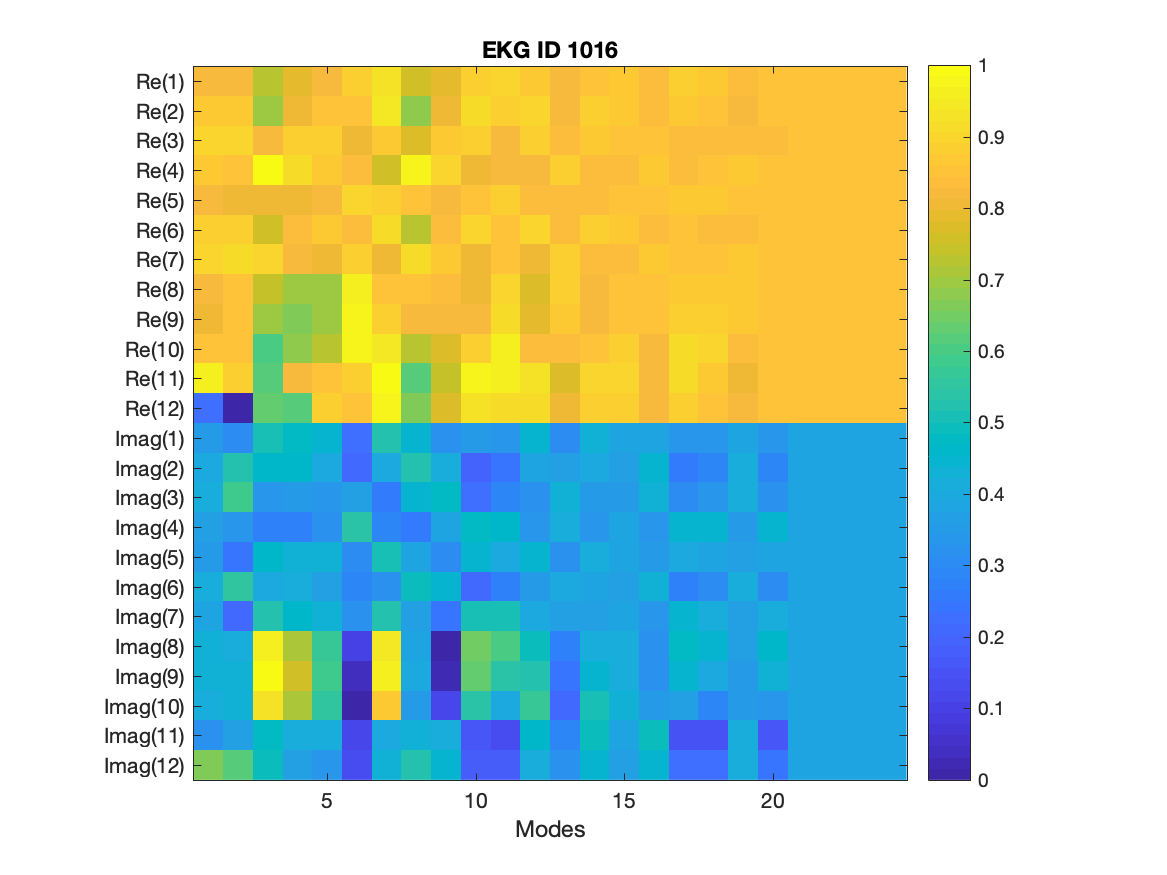 EKG ID 1016
Re(1)
Re(2)
Re(3)
Re(4)
Re(5)
Re(6)
Re(7)
Re(8)
Re(9)
Re(10)
Re(11)
Re(12)
Imag(1)
Imag(2)
Imag(3)
Imag(4)
Imag(5)
Imag(6)
Imag(7)
Imag(8)
Imag(9)
Imag(10)
Imag(11)
Imag(12)
5 10 15 20
Modes
1
0.9
0.8
0.7
0.6
0.5
0.4
0.3
0.2
0.1
0